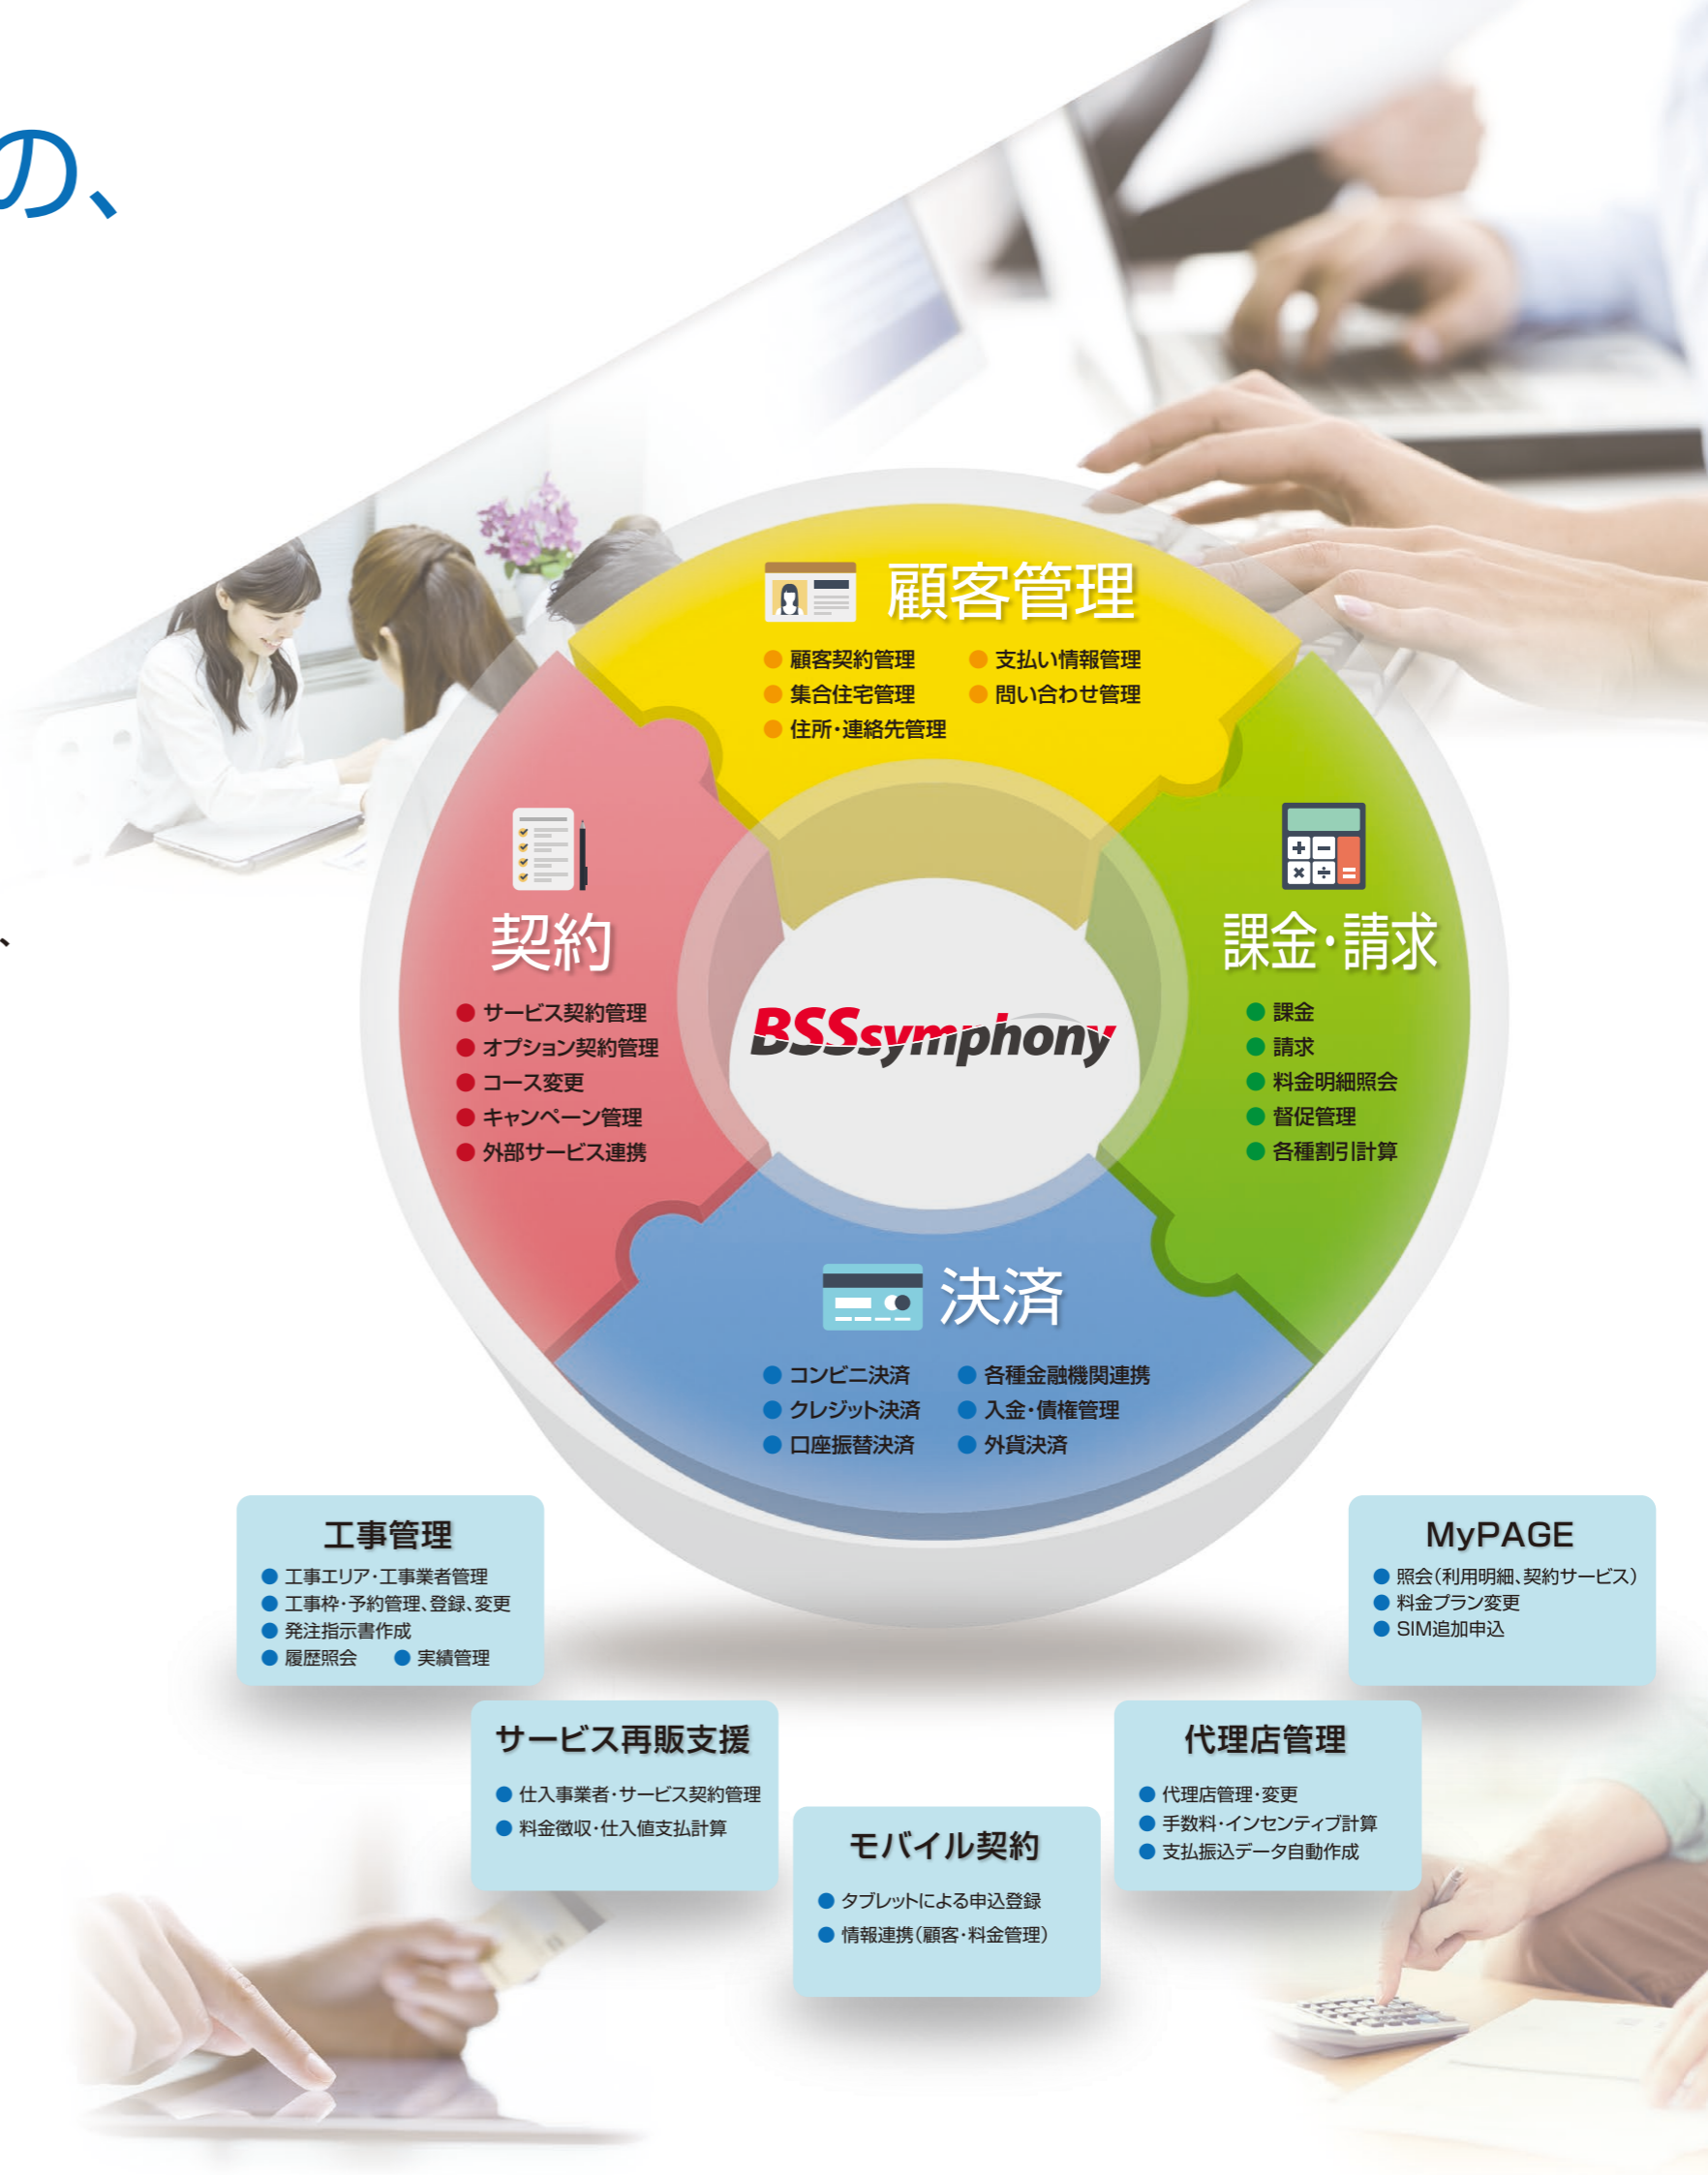 の、
顧客管理
顧客契約管理
支払い情報管理
集合住宅管理
問い合わせ管理
住所・連絡先管理
契約
サービス契約管理
オプション契約管理
コース変更
キャンペーン管理
外部サービス連携
、
BSSsymphony
課金・請求
課金
請求
料金明細照会
督促管理
各種割引計算
決済
コンビニ決済
各種金融機関連携
クレジット決済
入金・債権管理
口座振替決済
外貨決済
工事管理
工事エリア・工事業者管理
工事枠・予約管理、登録、変更
発注指示書作成
履歴照会
実績管理
MyPAGE
照会(利用明細、契約サービス)
料金プラン変更
SIM追加申込
サービス再販支援
仕入事業者・サービス契約管理
料金徴収・仕入値支払計算
モバイル契約
タブレットによる申込登録
情報連携(顧客・料金管理)
代理店管理
代理店管理・変更
手数料・インセンティブ計算
支払振込データ自動作成